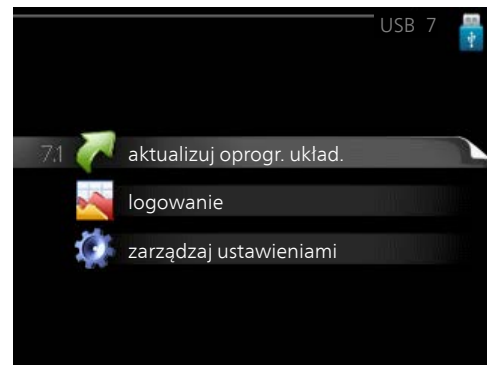 USB 7
7.1 aktualizuj oprogr. układ.
logowanie
zarządzaj ustawieniami